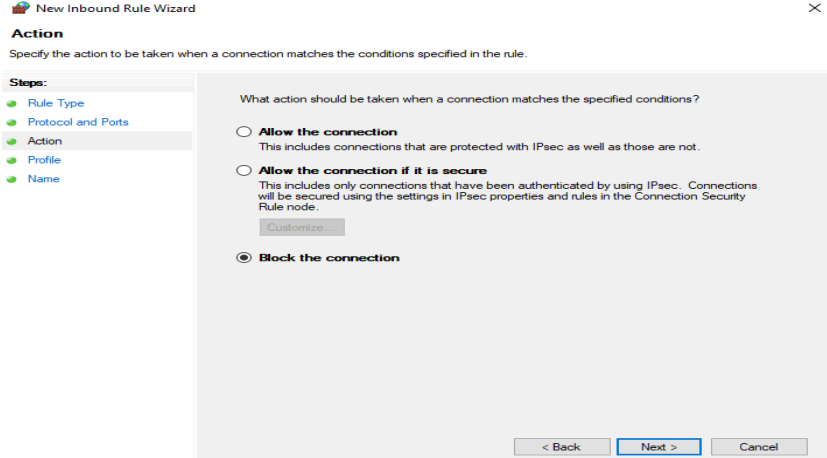 New Inbound Rule Wizard
Action
Specify the action to be taken when a connection matches the conditions specified in the rule.
Steps:
Rule Type
Protocol and Ports
Action
Profile
Name
What action should be taken when a connection matches the specified conditions?
Allow the connection
This includes connections that are protected with IPsec as well as those are not.
Allow the connection if it is secure
This includes only connections that have been authenticated by using IPsec. Connections
will be secured using the settings in IPsec properties and rules in the Connection Security
Rule node.
Customize...
Block the connection
< Back
Next >
Cancel